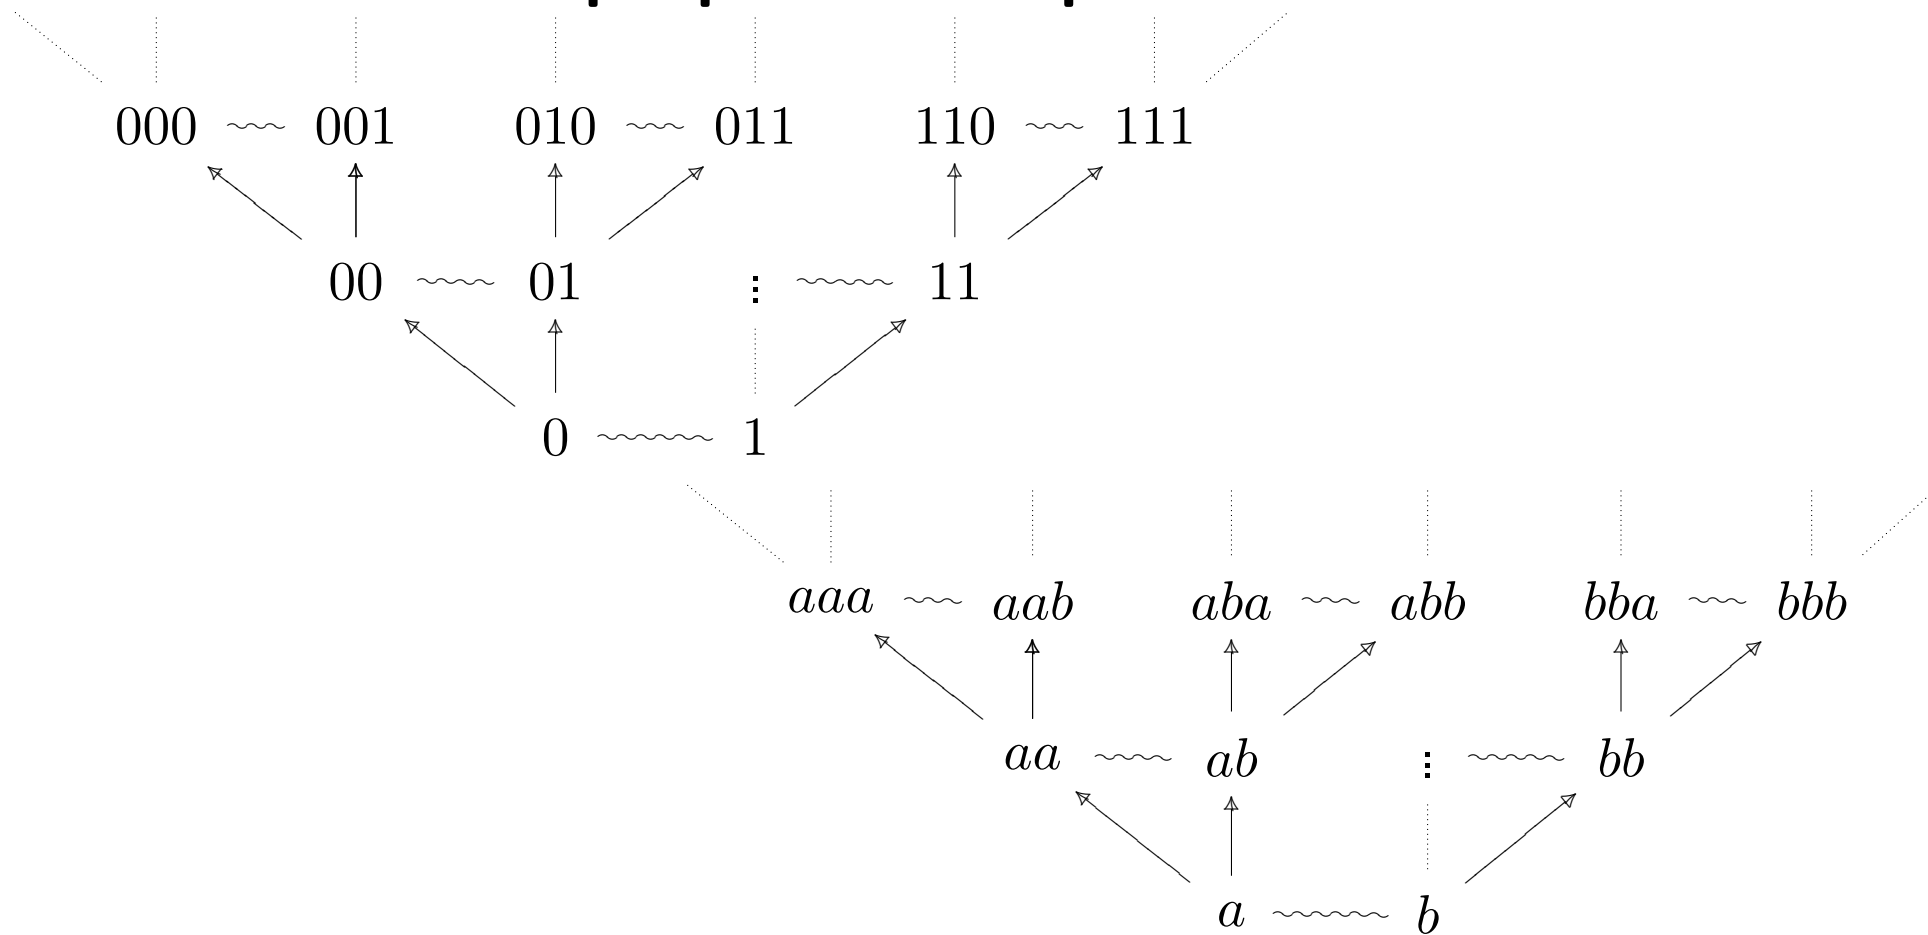 000 001 010 011 110 111
00 01 ⋮ 11
0 1
aaa aab aba abb bba bbb
aa ab ⋮ bb
a b